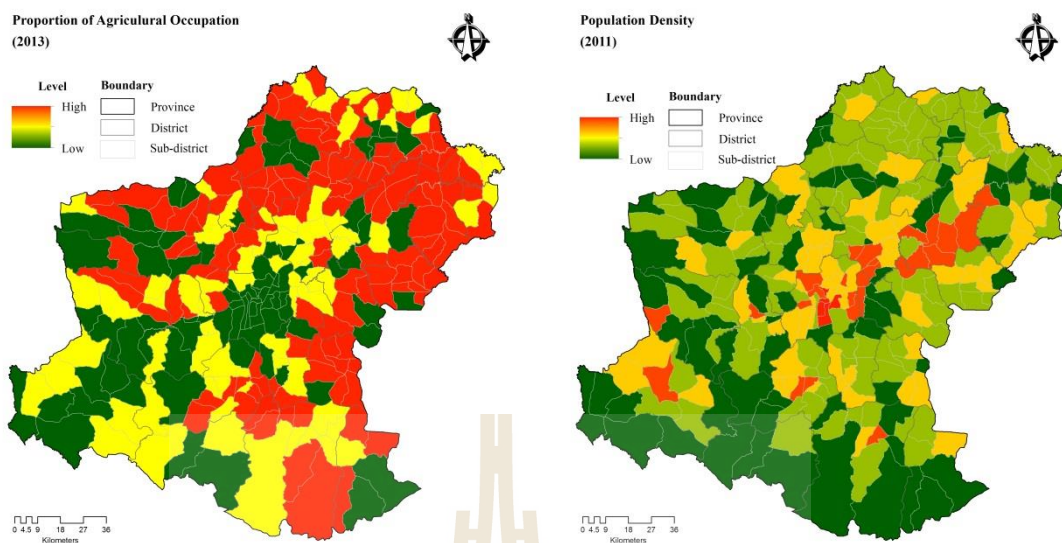 Proportion of Agriculural Occupation
(2013)
Level
Boundary
High
Low
Province
District
Sub-district
0 4.5 9 18 27 36
Kilometers
Population Density
(2011)
Level
Boundary
High
Low
Province
District
Sub-district
0 4.5 9 18 27 36
Kilometers